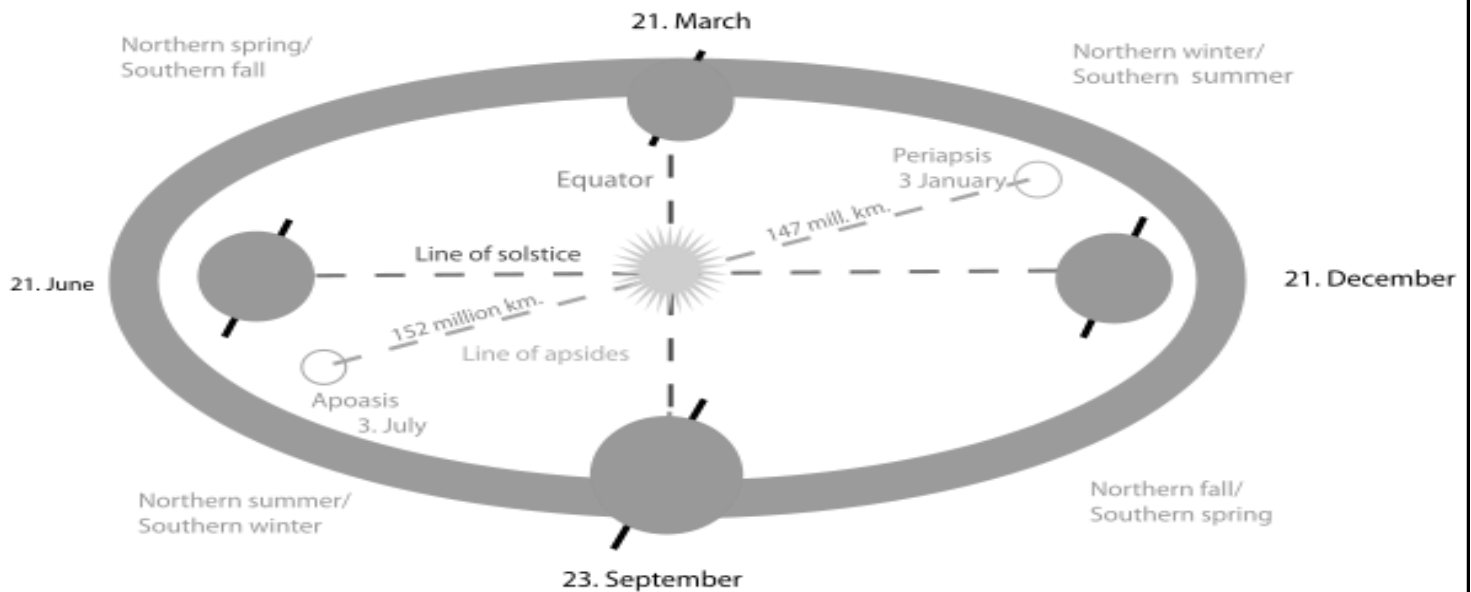 21. March
Northern spring/
Southern fall
Northern winter/
Southern summer
Periapsis
3 January
Equator
147 mill. km.
Line of solstice
21. June
21. December
152 million km.
Line of apsides
Apoasis
3. July
Northern summer/
Southern winter
Northern fall/
Southern spring
23. September